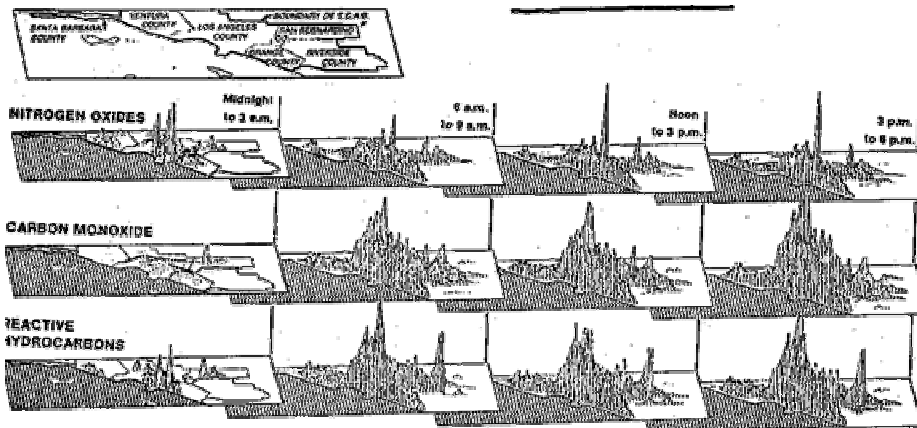 VENTURA
COUNTY
BOUNDARY OF S.C.A.B.
SANTA BARBARA
COUNTY
LOS ANGELES
COUNTY
SAN BERNARDINO
ORANGE
COUNTY
RIVERSIDE
COUNTY
NITROGEN OXIDES
Midnight
to 3 a.m.
6 a.m.
to 9 a.m.
Noon
to 3 p.m.
3 p.m.
to 6 p.m.
CARBON MONOXIDE
REACTIVE
HYDROCARBONS